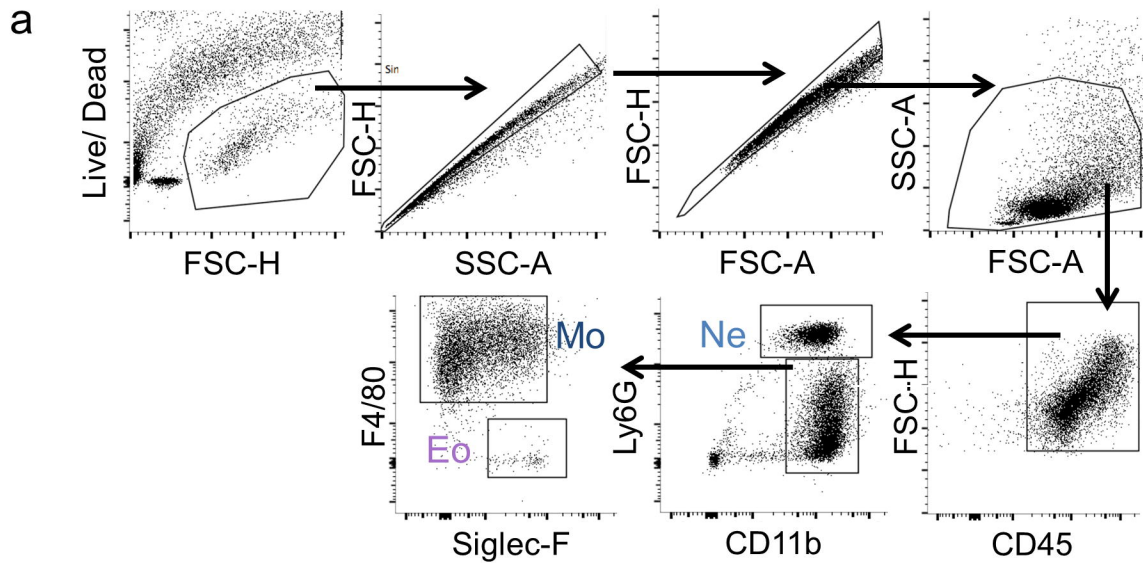 a
Live/ Dead
FSC-H
Sin
FSC-H
SSC-A
FSC-H
FSC-A
SSC-A
FSC-A
F4/80
Mo
Eo
Siglec-F
Ly6G
Ne
CD11b
FSC-H
CD45